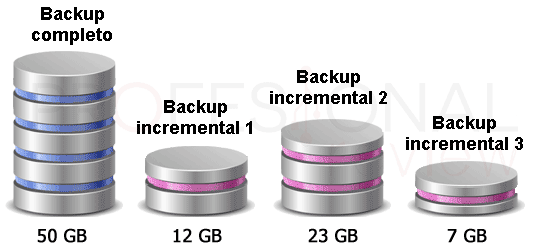 Backup
completo
Backup
incremental 1
Backup
incremental 2
Backup
incremental 3
50 GB
12 GB
23 GB
7 GB